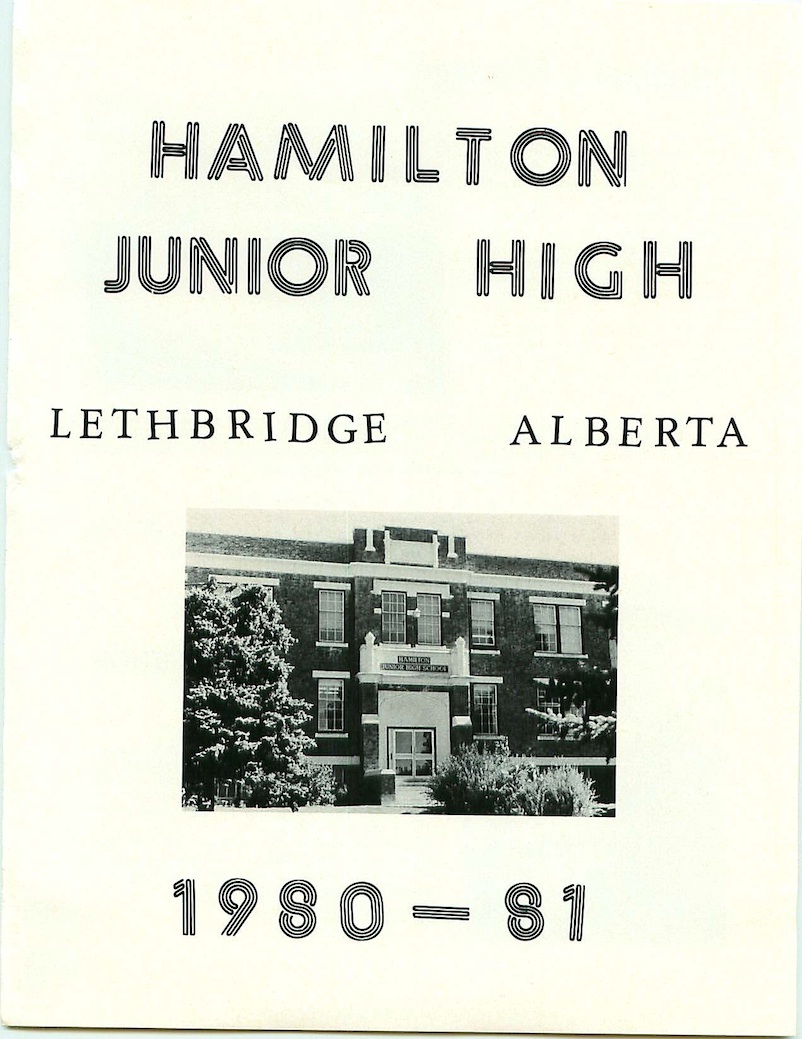 HAMILTON
JUNIOR HIGH
LETHBRIDGE ALBERTA
HAMILTON
JUNIOR HIGH SCHOOL
1980-81